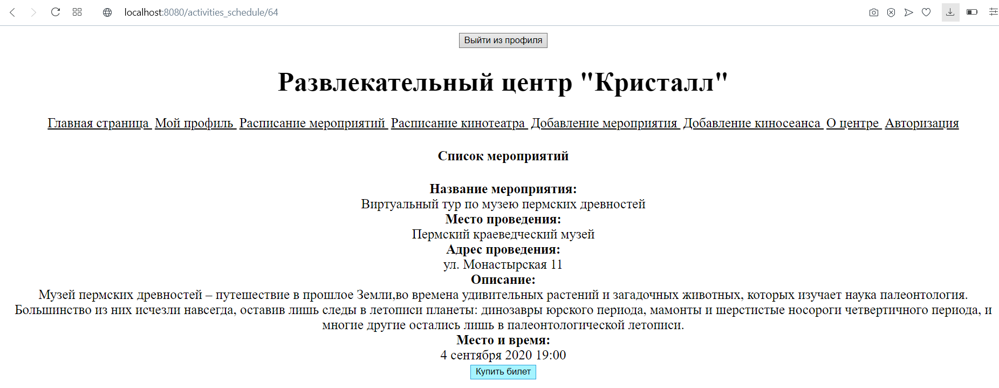 localhost:8080/activities_schedule/64
Выйти из профиля
Развлекательный центр "Кристалл"
Главная страница Мой профиль Расписание мероприятий Расписание кинотеатра Добавление мероприятия Добавление киносеанса О центре Авторизация
Список мероприятий
Название мероприятия:
Виртуальный тур по музею пермских древностей
Место проведения:
Пермский краеведческий музей
Адрес проведения:
ул. Монастырская 11
Описание:
Музей пермских древностей – путешествие в прошлое Земли,во времена удивительных растений и загадочных животных, которых изучает наука палеонтология.
Большинство из них исчезли навсегда, оставив лишь следы в летописи планеты: динозавры юрского периода, мамонты и шерстистые носороги четвертичного периода, и
многие другие остались лишь в палеонтологической летописи.
Место и время:
4 сентября 2020 19:00
Купить билет